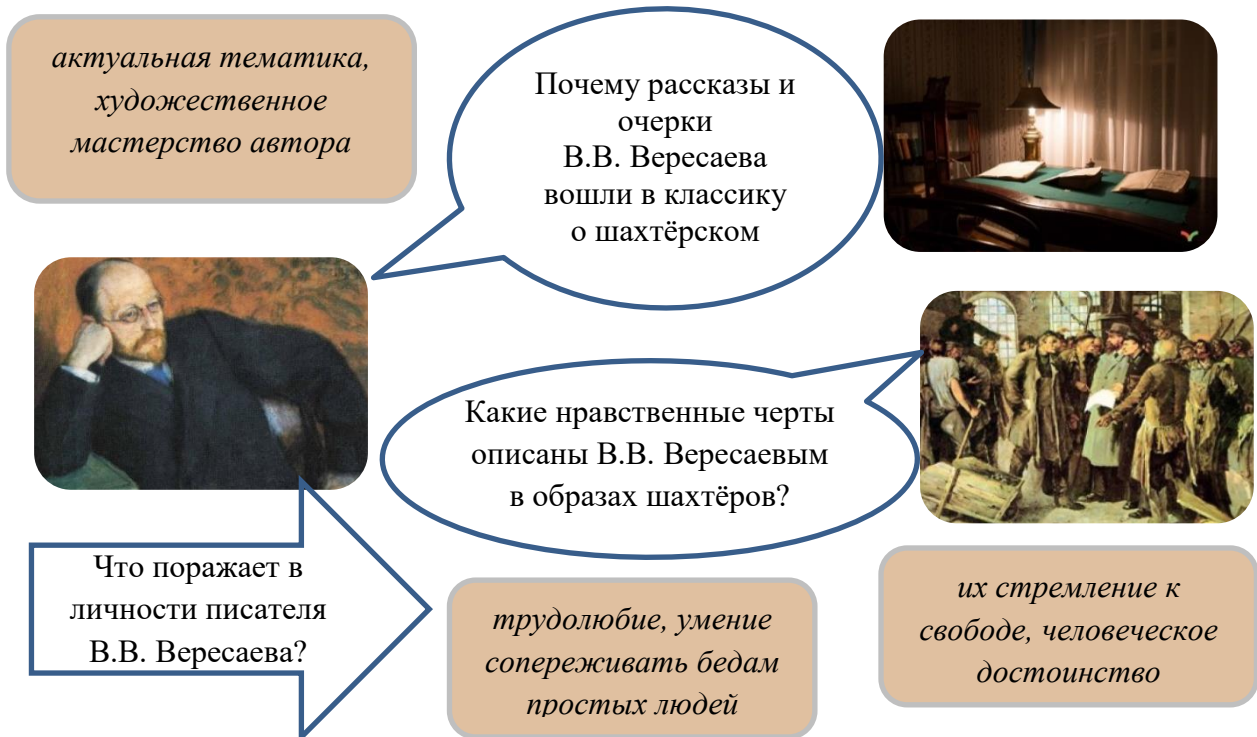 актуальная тематика,
художественное
мастерство автора
Почему рассказы и
очерки
В.В. Вересаева
вошли в классику
о шахтёрском
Какие нравственные черты
описаны В.В. Вересаевым
в образах шахтёров?
Что поражает в
личности писателя
В.В. Вересаева?
трудолюбие, умение
сопереживать бедам
простых людей
их стремление к
свободе, человеческое
достоинство